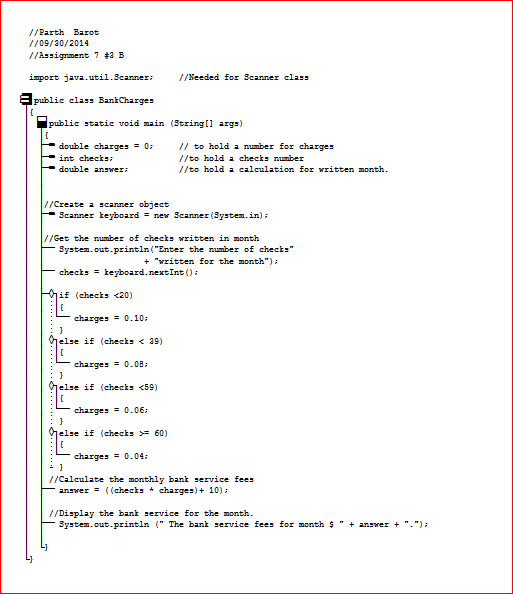 //Parth  Barot
//09/30/2014
//Assignment 7 #3 B
import java.util.Scanner;     //Needed for Scanner class
public class BankCharges
{
public static void main (String[] args)
{
double charges = 0;     // to hold a number for charges
int checks;             //to hold a checks number
double answer;          //to hold a calculation for written month.
//Create a scanner object
Scanner keyboard = new Scanner(System.in);
//Get the number of checks written in month
System.out.println("Enter the number of checks"
+ "written for the month");
checks = keyboard.nextInt();
if (checks <20)
{
charges = 0.10;
}
else if (checks < 39)
{
charges = 0.08;
}
else if (checks <59)
{
charges = 0.06;
}
else if (checks >= 60)
{
charges = 0.04;
}
//Calculate the monthly bank service fees
answer = ((checks * charges)+ 10);
//Display the bank service for the month.
System.out.println (" The bank service fees for month $ " + answer + ".");
}
}